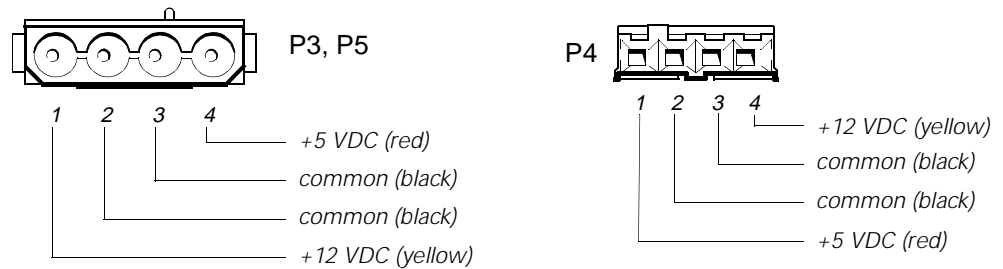 P3, P5
1 2 3 4
+5 VDC (red)
common (black)
common (black)
+12 VDC (yellow)
P4
1 2 3 4
+12 VDC (yellow)
common (black)
common (black)
+5 VDC (red)